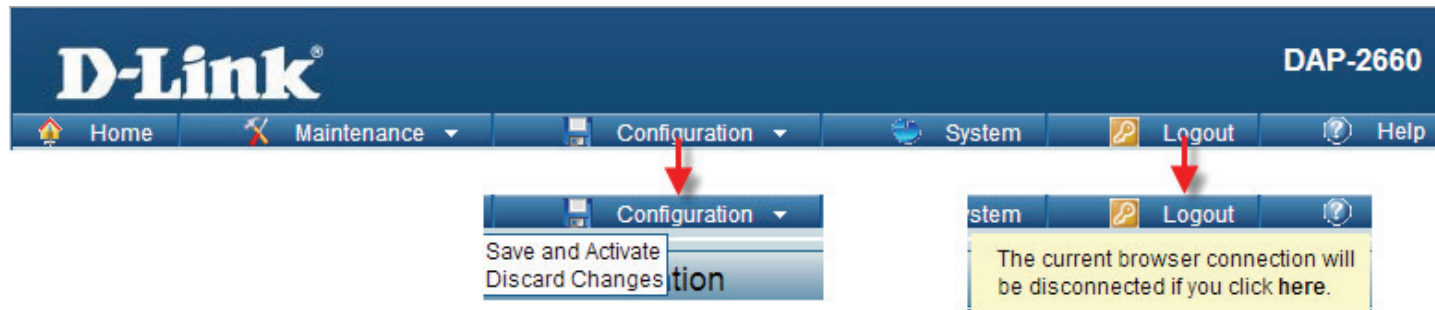 D-Link®
DAP-2660
Home Maintenance Configuration System Logout Help
Configuration
Save and Activate
Discard Changes
tion
stem Logout
The current browser connection will
be disconnected if you click here.